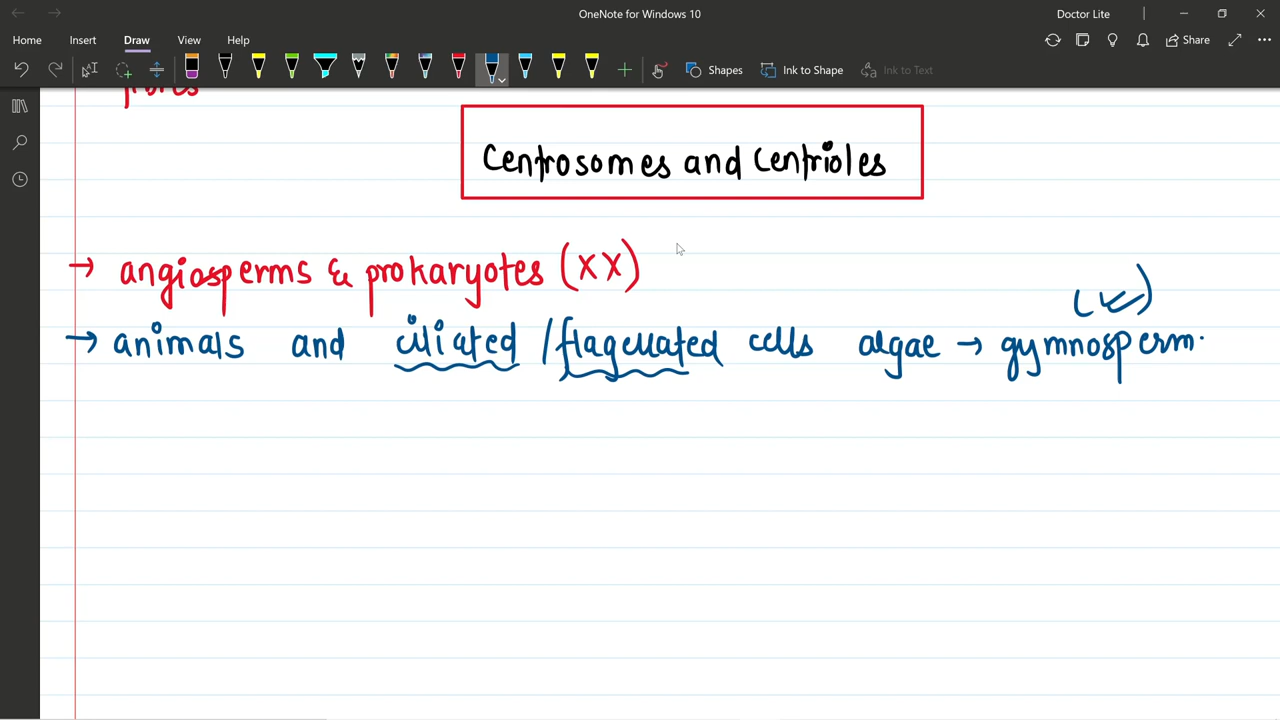 OneNote for Windows 10
Doctor Lite
Home Insert Draw View Help
Share
Shapes Ink to Shape Ink to Text
fibres
Centrosomes and Centrioles
→ angiosperms & prokaryotes (XX)
(✓)
→ animals and ciliated /flagellated cells algae → gymnosperm.